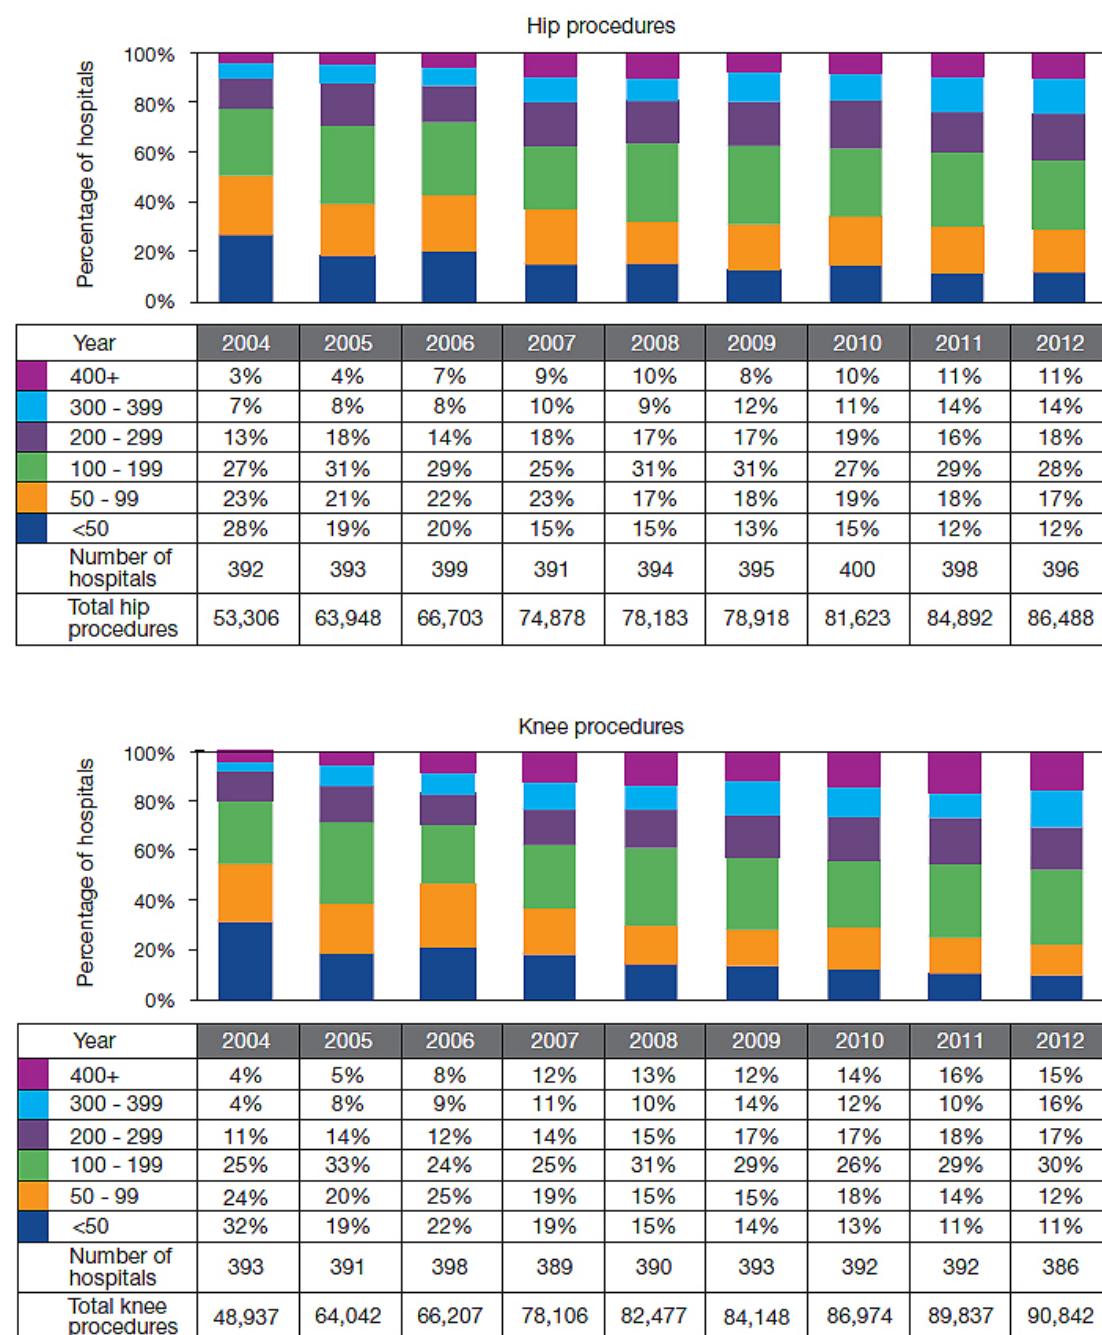 Hip procedures
Percentage of hospitals
100%
80%
60%
40%
20%
0%
Year 2004 2005 2006 2007 2008 2009 2010 2011 2012
400+ 3% 4% 7% 9% 10% 8% 10% 11% 11%
300 - 399 7% 8% 8% 10% 9% 12% 11% 14% 14%
200 - 299 13% 18% 14% 18% 17% 17% 19% 16% 18%
100 - 199 27% 31% 29% 25% 31% 31% 27% 29% 28%
50 - 99 23% 21% 22% 23% 17% 18% 19% 18% 17%
<50 28% 19% 20% 15% 15% 13% 15% 12% 12%
Number of
hospitals 392 393 399 391 394 395 400 398 396
Total hip
procedures 53,306 63,948 66,703 74,878 78,183 78,918 81,623 84,892 86,488
Knee procedures
Percentage of hospitals
100%
80%
60%
40%
20%
0%
Year 2004 2005 2006 2007 2008 2009 2010 2011 2012
400+ 4% 5% 8% 12% 13% 12% 14% 16% 15%
300 - 399 4% 8% 9% 11% 10% 14% 12% 10% 16%
200 - 299 11% 14% 12% 14% 15% 17% 17% 18% 17%
100 - 199 25% 33% 24% 25% 31% 29% 26% 29% 30%
50 - 99 24% 20% 25% 19% 15% 15% 18% 14% 12%
<50 32% 19% 22% 19% 15% 14% 13% 11% 11%
Number of
hospitals 393 391 398 389 390 393 392 392 386
Total knee
procedures 48,937 64,042 66,207 78,106 82,477 84,148 86,974 89,837 90,842